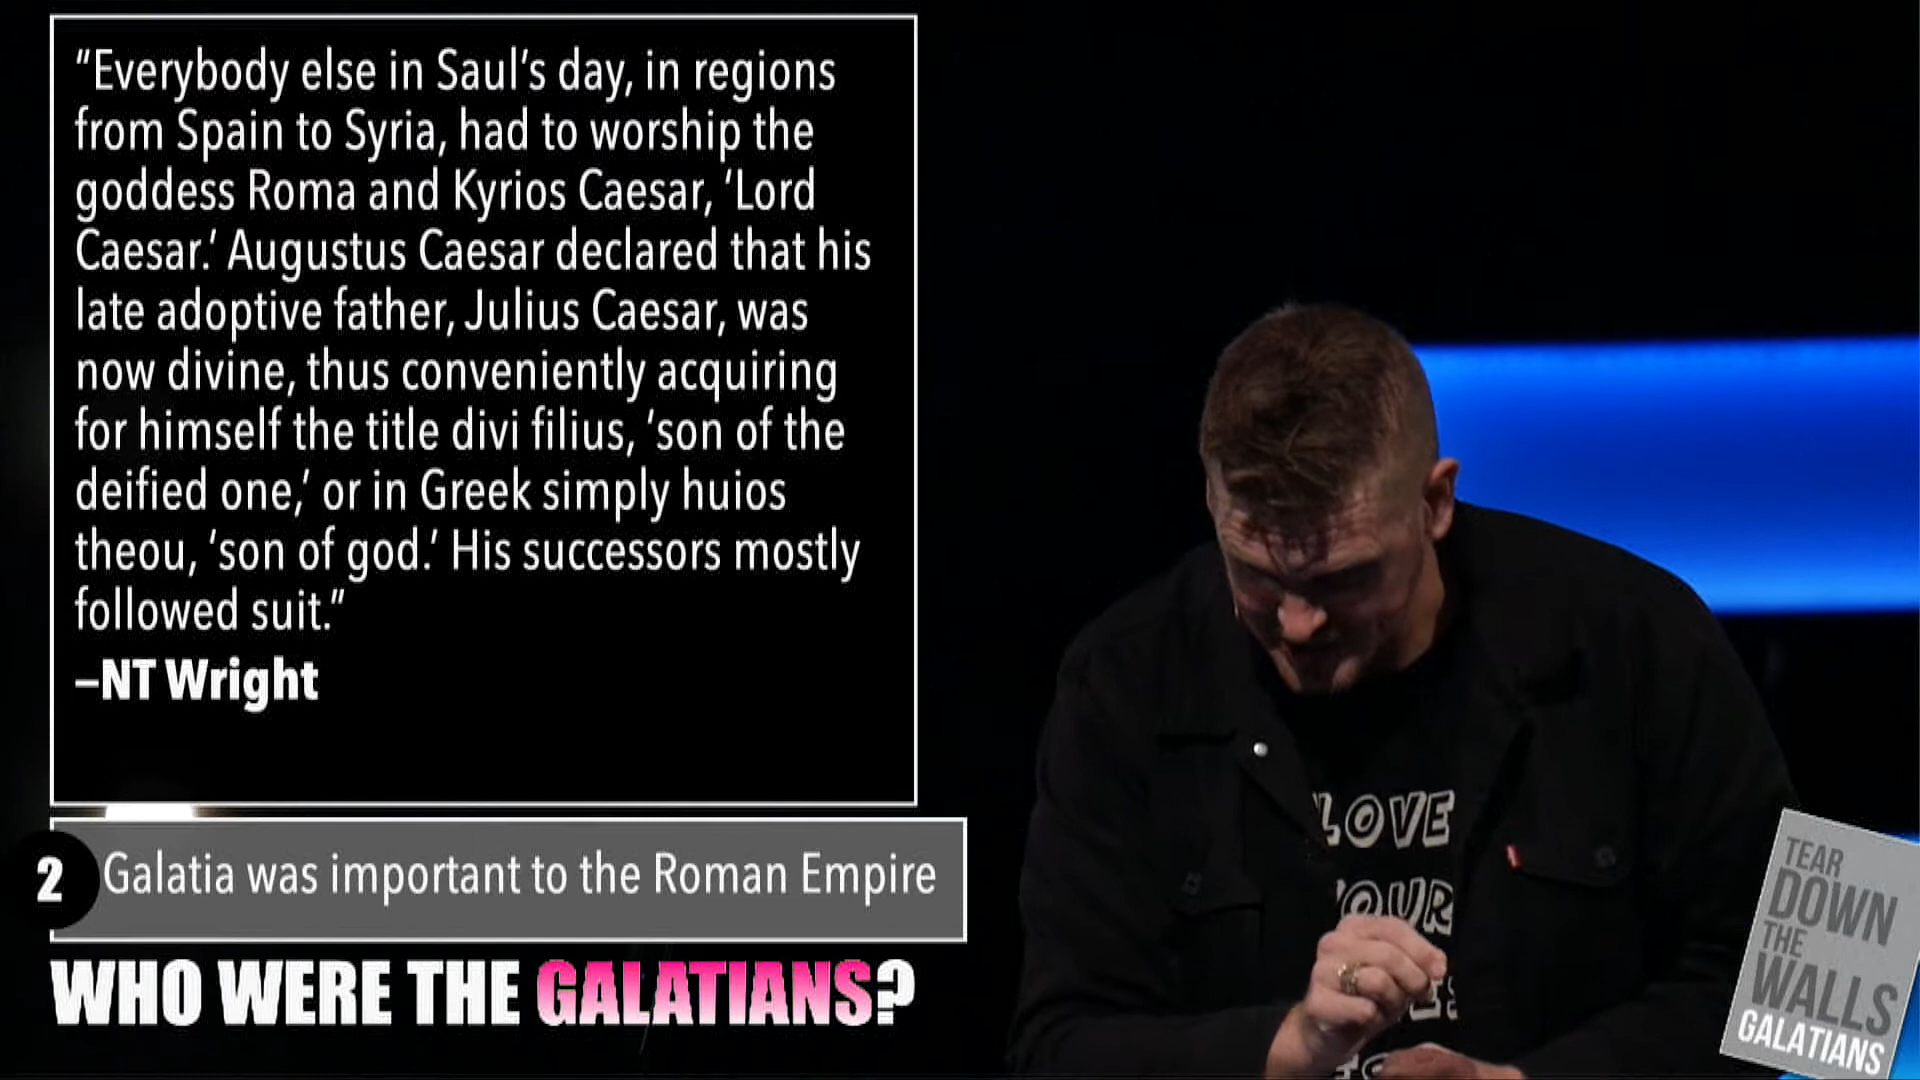 “Everybody else in Saul’s day, in regions
from Spain to Syria, had to worship the
goddess Roma and Kyrios Caesar, ‘Lord
Caesar.’ Augustus Caesar declared that his
late adoptive father, Julius Caesar, was
now divine, thus conveniently acquiring
for himself the title divi filius, ‘son of the
deified one,’ or in Greek simply huios
theou, ‘son of god.’ His successors mostly
followed suit.”
–NT Wright
2 Galatia was important to the Roman Empire
WHO WERE THE GALATIANS?
LOVE
YOUR
TEAR
DOWN
THE
WALLS
GALATIANS